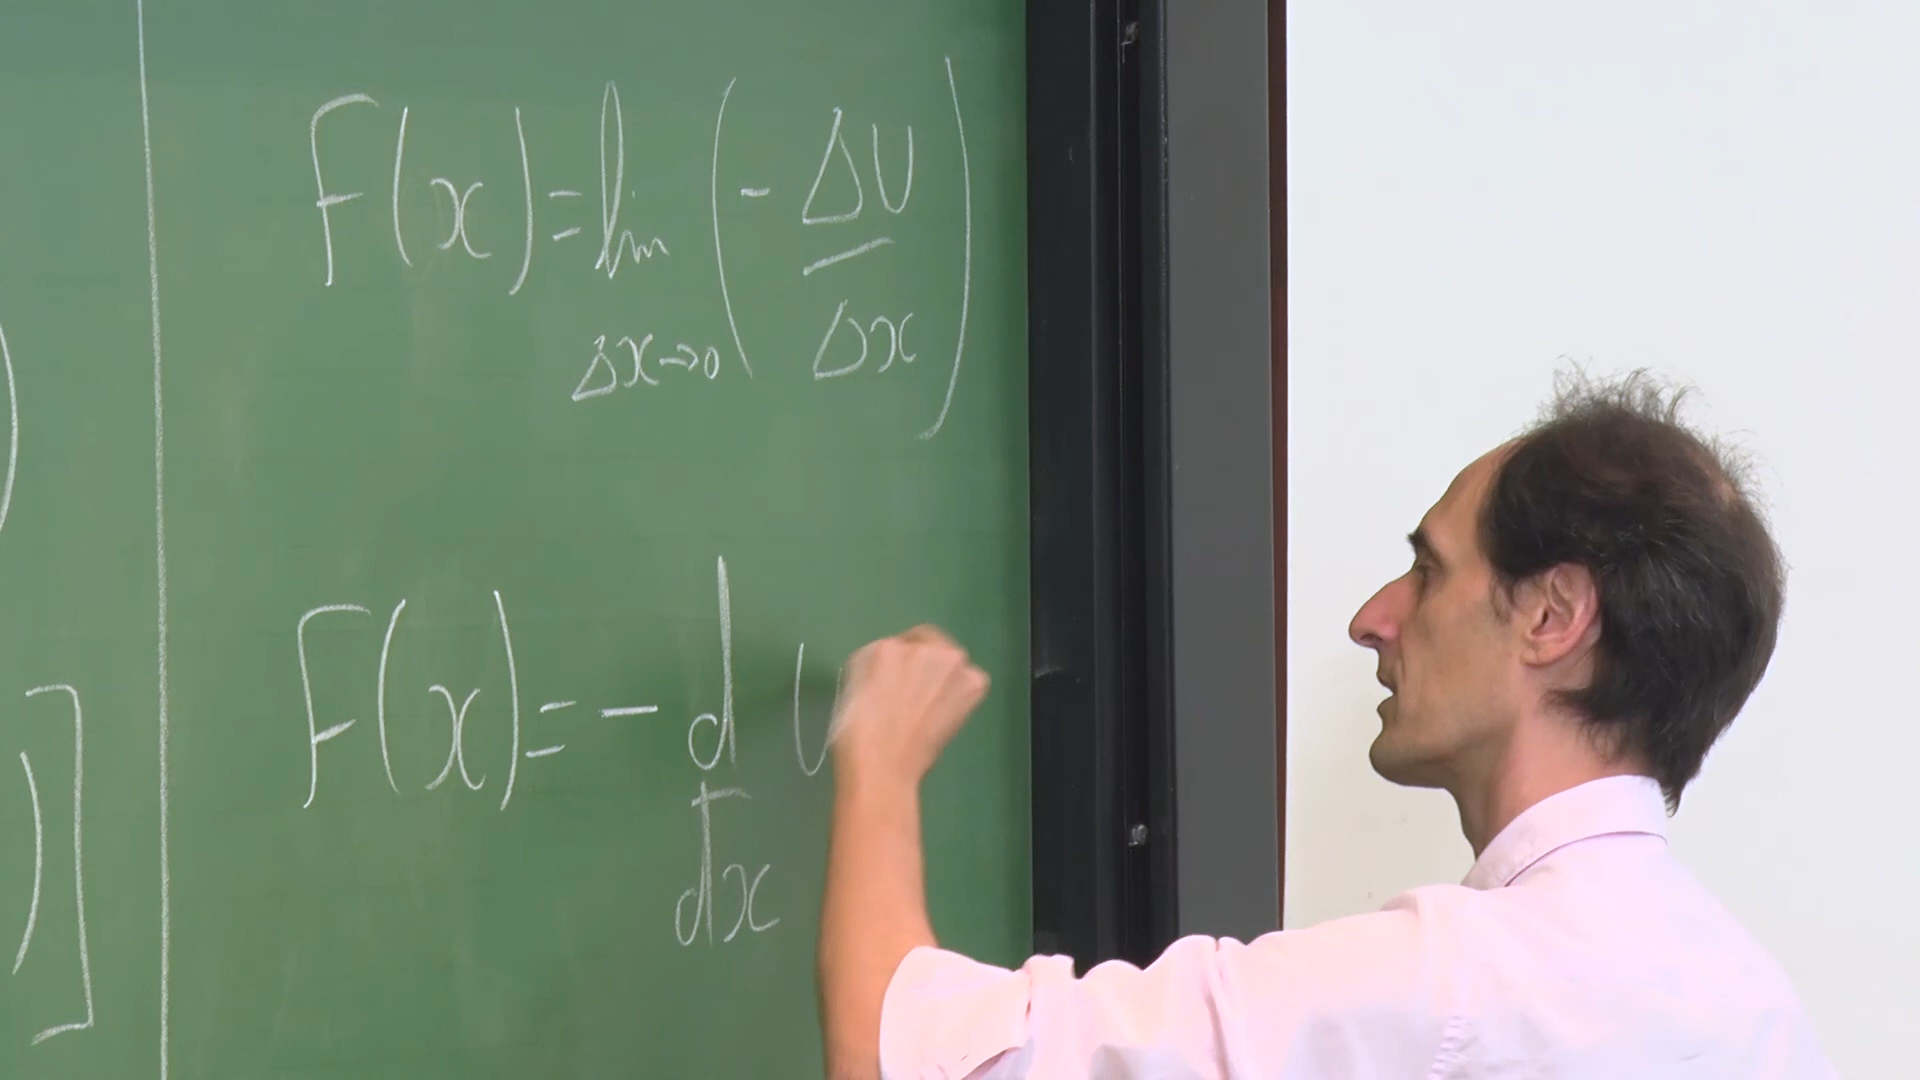 F(x) = lim (- ΔU / Δx)
Δx→0
F(x) = - d/dx U